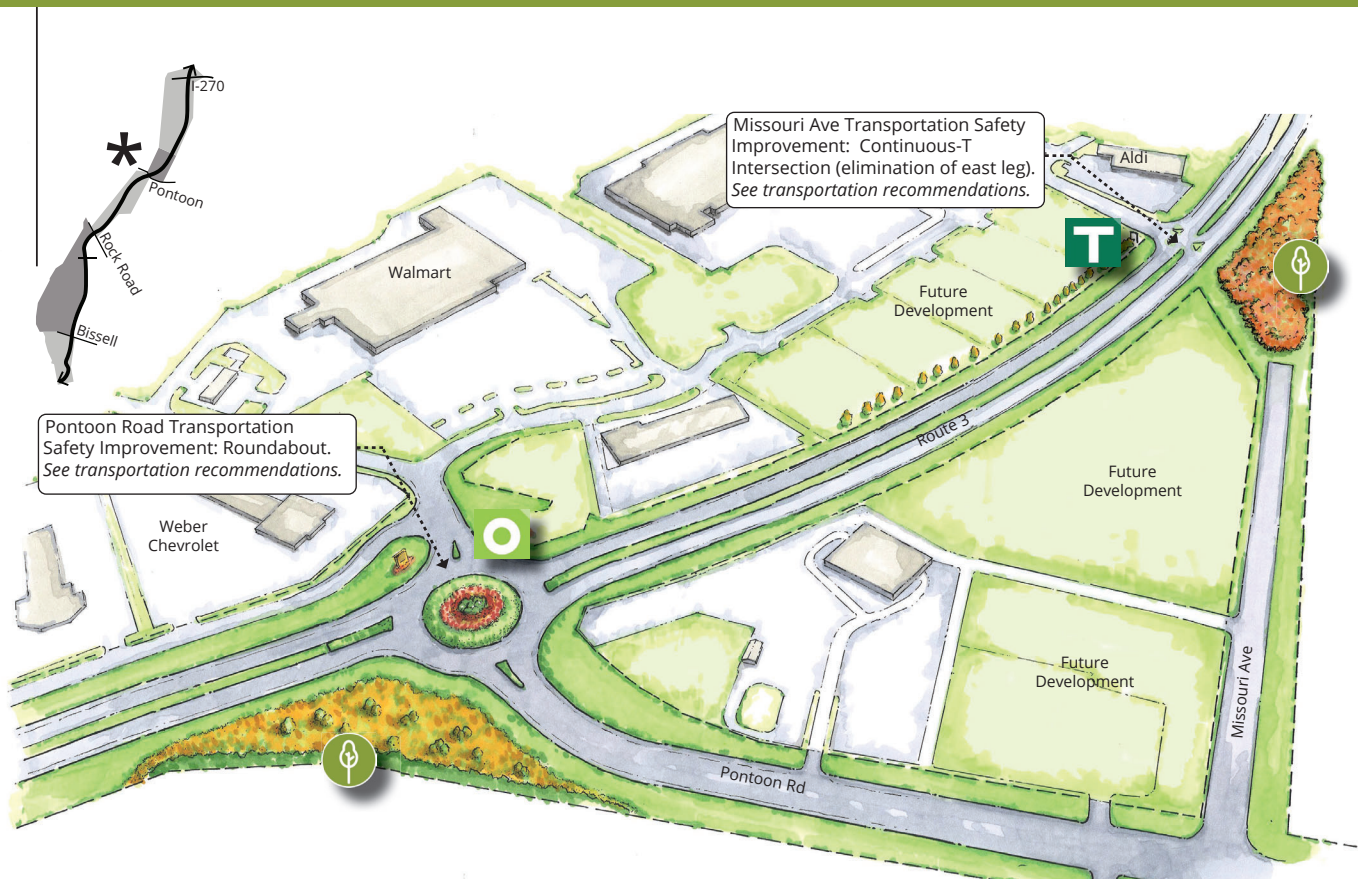 I-270
*
Pontoon
Rock Road
Bissell
Missouri Ave Transportation Safety
Improvement: Continuous-T
Intersection (elimination of east leg).
See transportation recommendations.
Aldi
T
Walmart
Future
Development
Route 3
Pontoon Road Transportation
Safety Improvement: Roundabout.
See transportation recommendations.
Future
Development
Weber
Chevrolet
Future
Development
Missouri Ave
Pontoon Rd